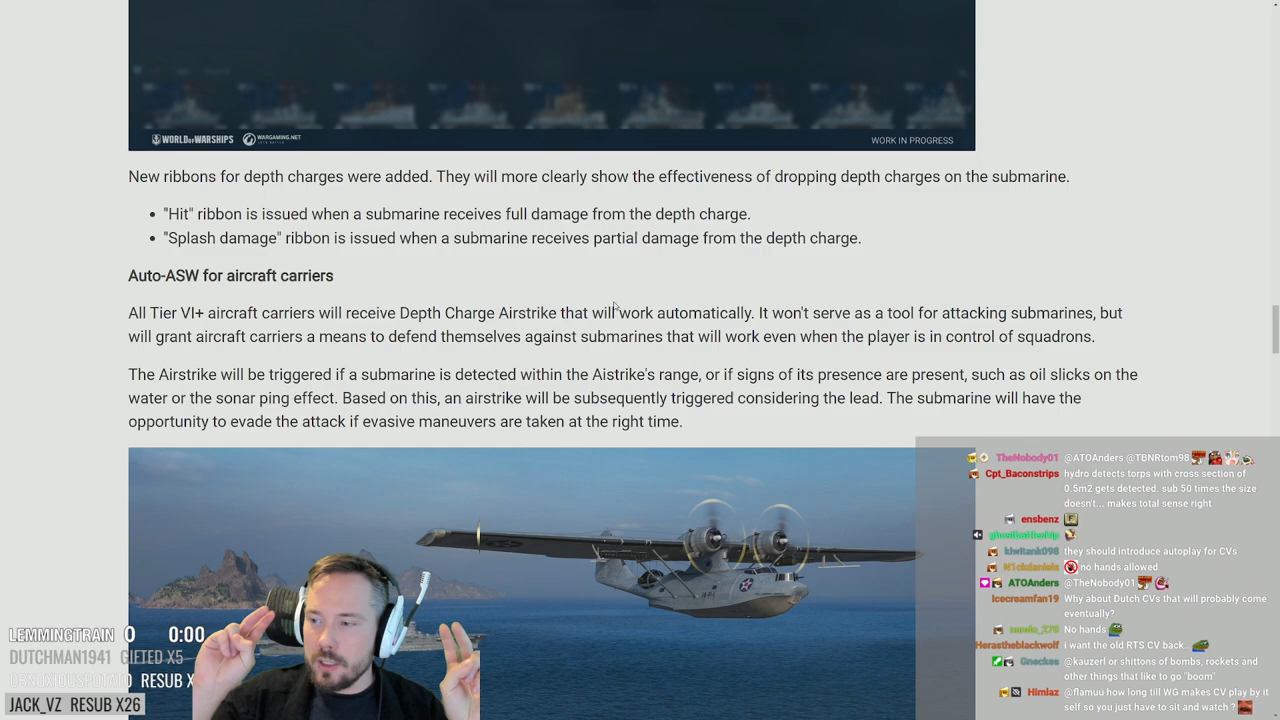 WORLD OF WARSHIPS
WARGAMING.NET
LET'S BATTLE
WORK IN PROGRESS
New ribbons for depth charges were added. They will more clearly show the effectiveness of dropping depth charges on the submarine.
"Hit" ribbon is issued when a submarine receives full damage from the depth charge.
"Splash damage" ribbon is issued when a submarine receives partial damage from the depth charge.
Auto-ASW for aircraft carriers
All Tier VI+ aircraft carriers will receive Depth Charge Airstrike that will work automatically. It won't serve as a tool for attacking submarines, but
will grant aircraft carriers a means to defend themselves against submarines that will work even when the player is in control of squadrons.
The Airstrike will be triggered if a submarine is detected within the Aistrike's range, or if signs of its presence are present, such as oil slicks on the
water or the sonar ping effect. Based on this, an airstrike will be subsequently triggered considering the lead. The submarine will have the
opportunity to evade the attack if evasive maneuvers are taken at the right time.
TheNobody01 @ATOAnders @TBNRtom98
Cpt_Baconstrips hydro detects torps with cross section of
0.5m2 gets detected. sub 50 times the size
doesn't... makes total sense right
ensbenz
ghostbattleship
kiwitank098 they should introduce autoplay for CVs
N1ckdaniels no hands allowed
ATOAnders @TheNobody01
Icecreamfan19 Why about Dutch CVs that will probably come
eventually?
No hands
Herastheblackwolf i want the old RTS CV back..
Gneckes @kauzerl or shittons of bombs, rockets and
other things that like to go "boom"
Himiaz @flamuu how long till WG makes CV play by it
self so you just have to sit and watch ?
LEMMINGTRAIN 0 0:00
DUTCHMAN1941 GIFTED X5
RESUB X
JACK_VZ RESUB X26